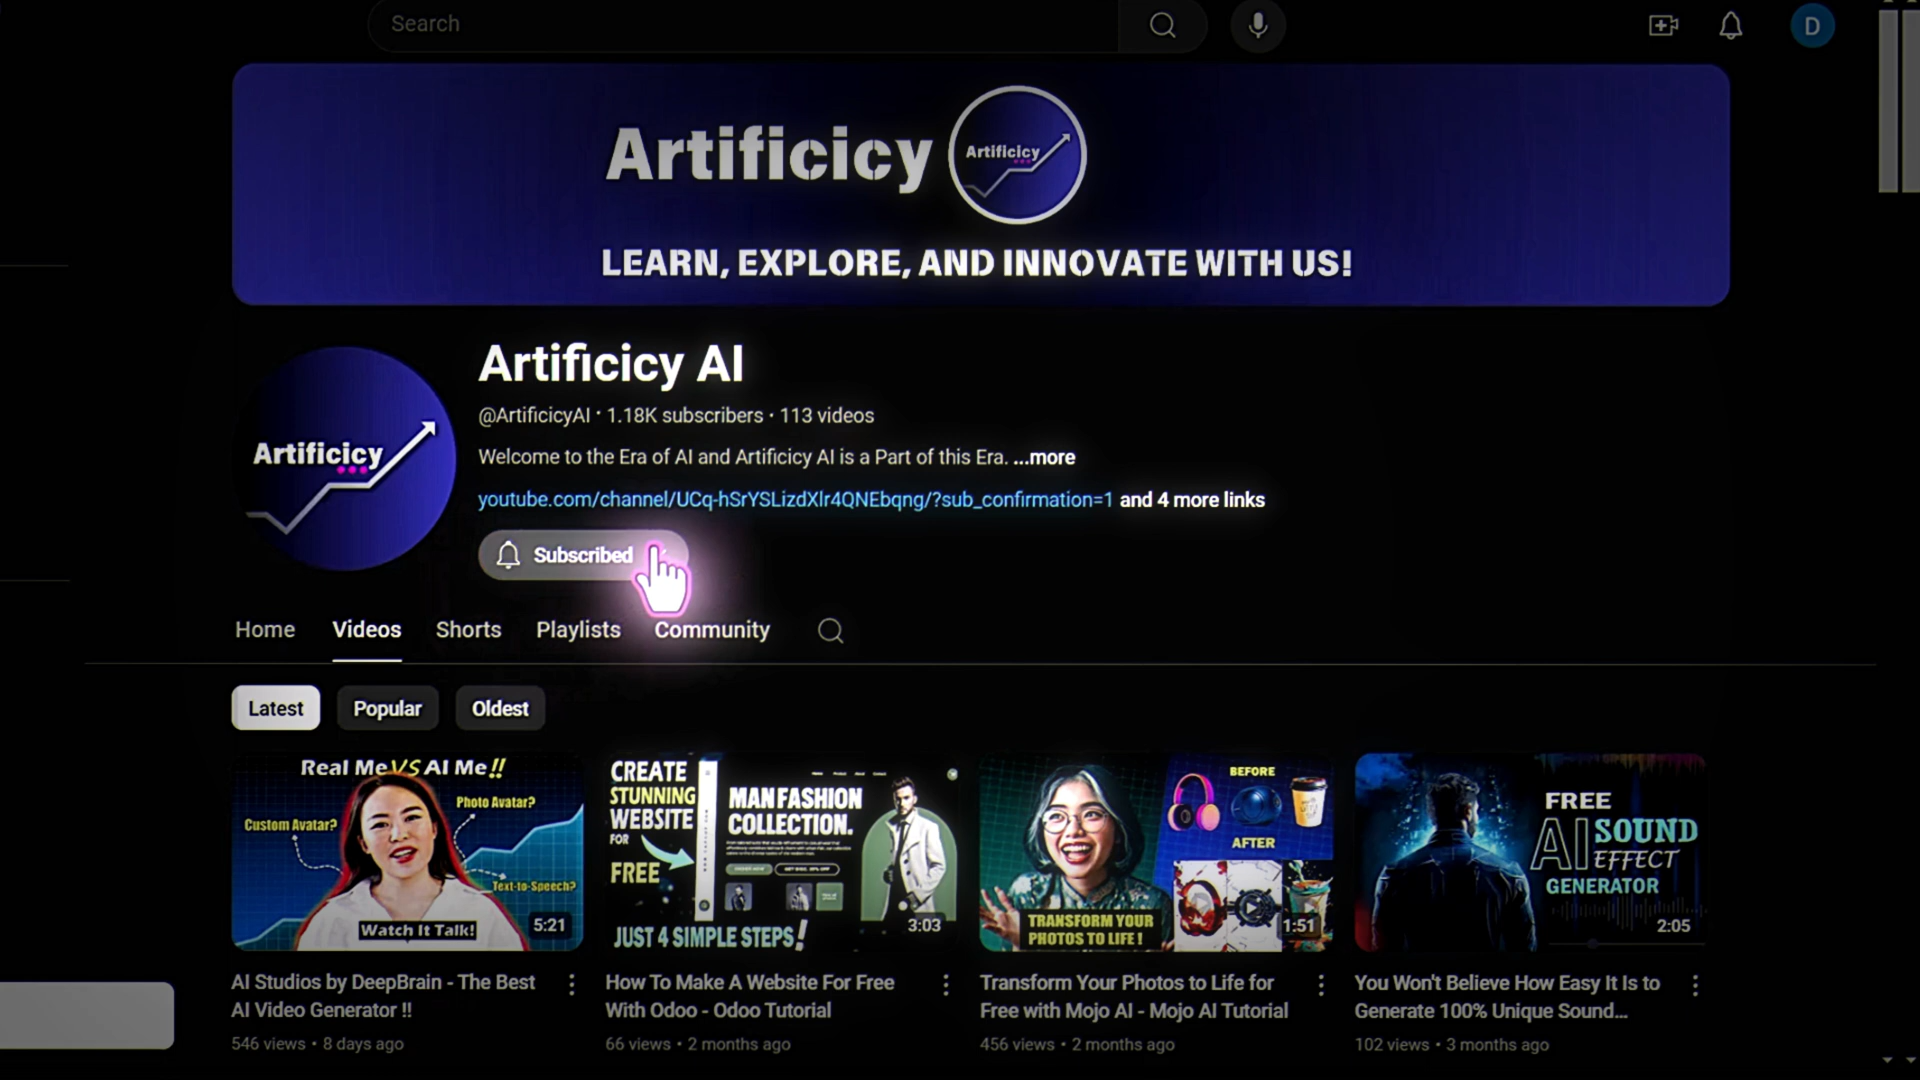 Search
D
Artificicy
Artificicy
LEARN, EXPLORE, AND INNOVATE WITH US!
Artificicy
Artificicy AI
@ArtificicyAI • 1.18K subscribers • 113 videos
Welcome to the Era of AI and Artificicy AI is a Part of this Era. ...more
youtube.com/channel/UCq-hSrYSLizdXlr4QNEbqng/?sub_confirmation=1 and 4 more links
Subscribed
Home Videos Shorts Playlists Community
Latest Popular Oldest
Real Me VS AI Me!!
Photo Avatar?
Custom Avatar?
Text-to-Speech?
Watch It Talk!
5:21
CREATE
STUNNING
WEBSITE
FOR
FREE
MAN FASHION
COLLECTION.
JUST 4 SIMPLE STEPS!
3:03
BEFORE
AFTER
TRANSFORM YOUR
PHOTOS TO LIFE !
1:51
FREE
AI SOUND
EFFECT
GENERATOR
2:05
AI Studios by DeepBrain - The Best
AI Video Generator !!
546 views • 8 days ago
How To Make A Website For Free
With Odoo - Odoo Tutorial
66 views • 2 months ago
Transform Your Photos to Life for
Free with Mojo AI - Mojo AI Tutorial
456 views • 2 months ago
You Won't Believe How Easy It Is to
Generate 100% Unique Sound...
102 views • 3 months ago